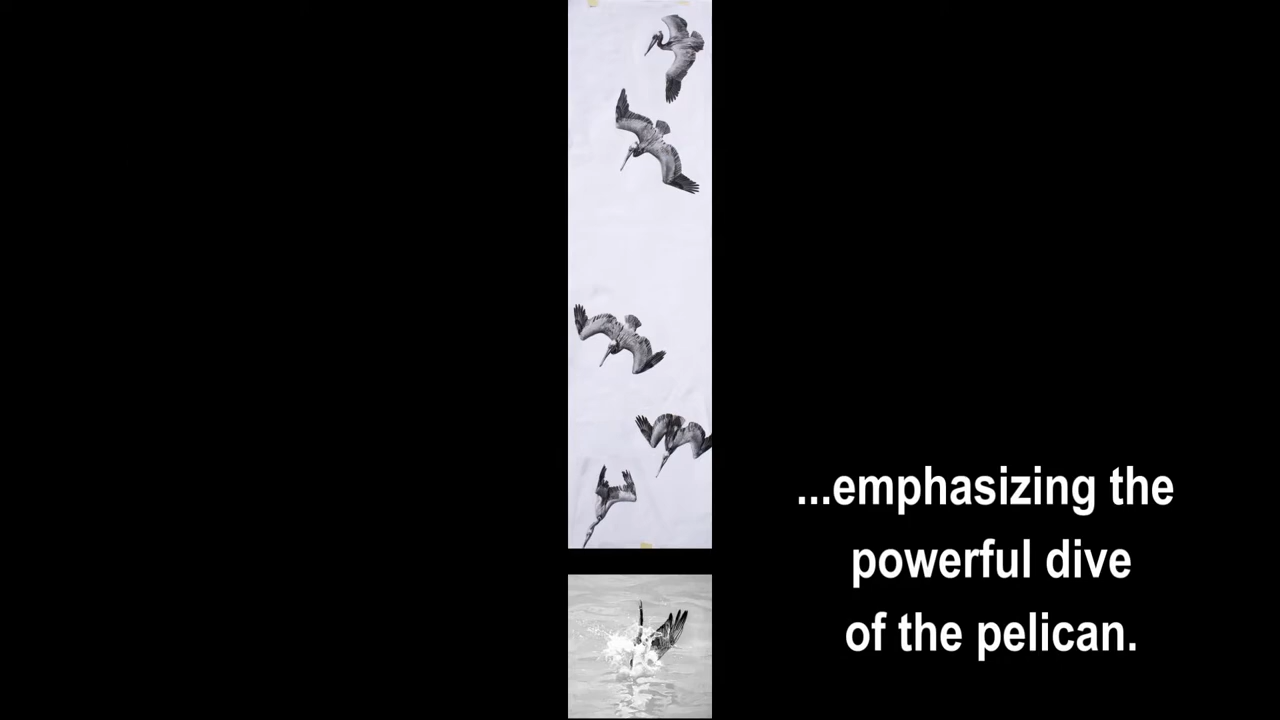 ...emphasizing the
powerful dive
of the pelican.